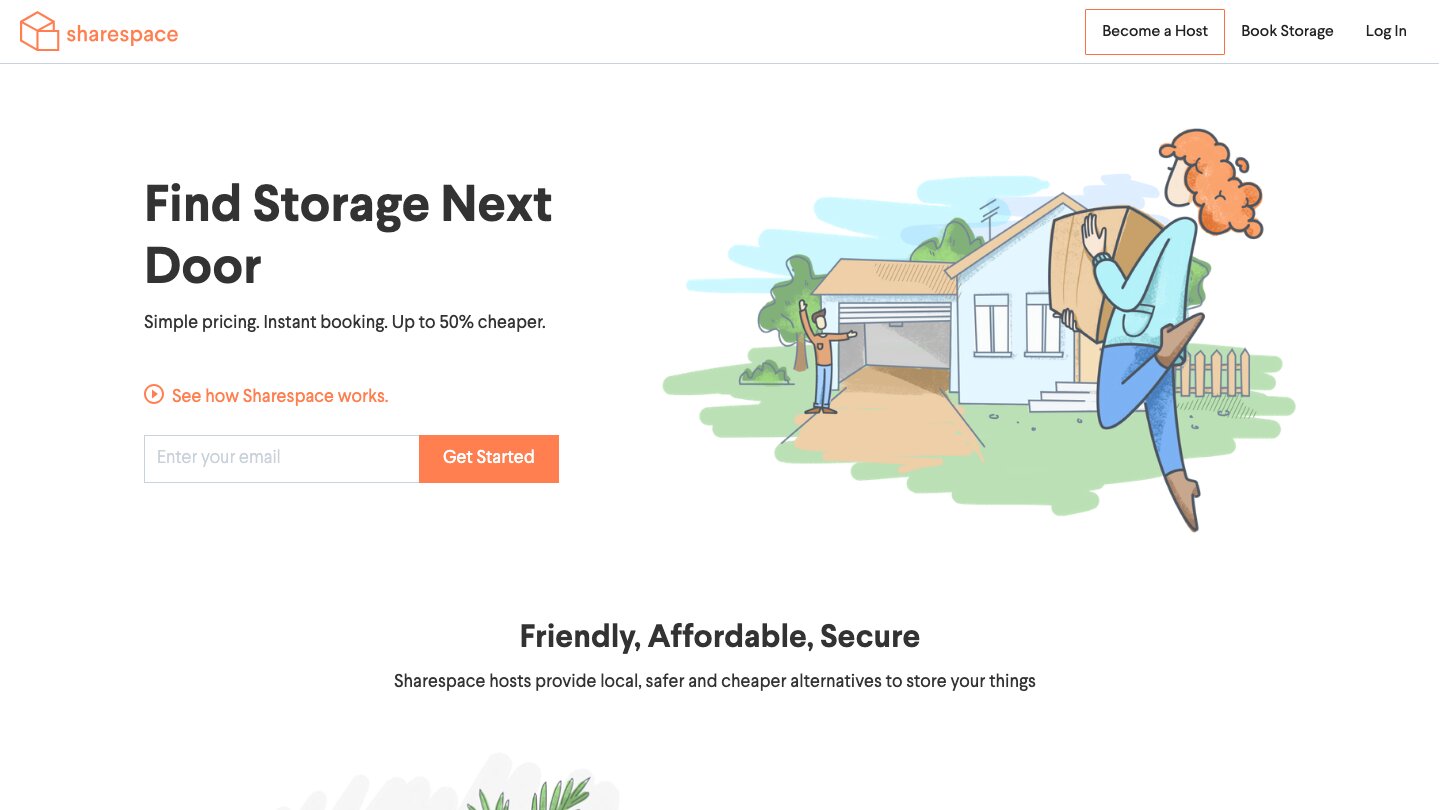 sharespace
Become a Host
Book Storage
Log In
Find Storage Next
Door
Simple pricing. Instant booking. Up to 50% cheaper.
See how Sharespace works.
Enter your email
Get Started
Friendly, Affordable, Secure
Sharespace hosts provide local, safer and cheaper alternatives to store your things